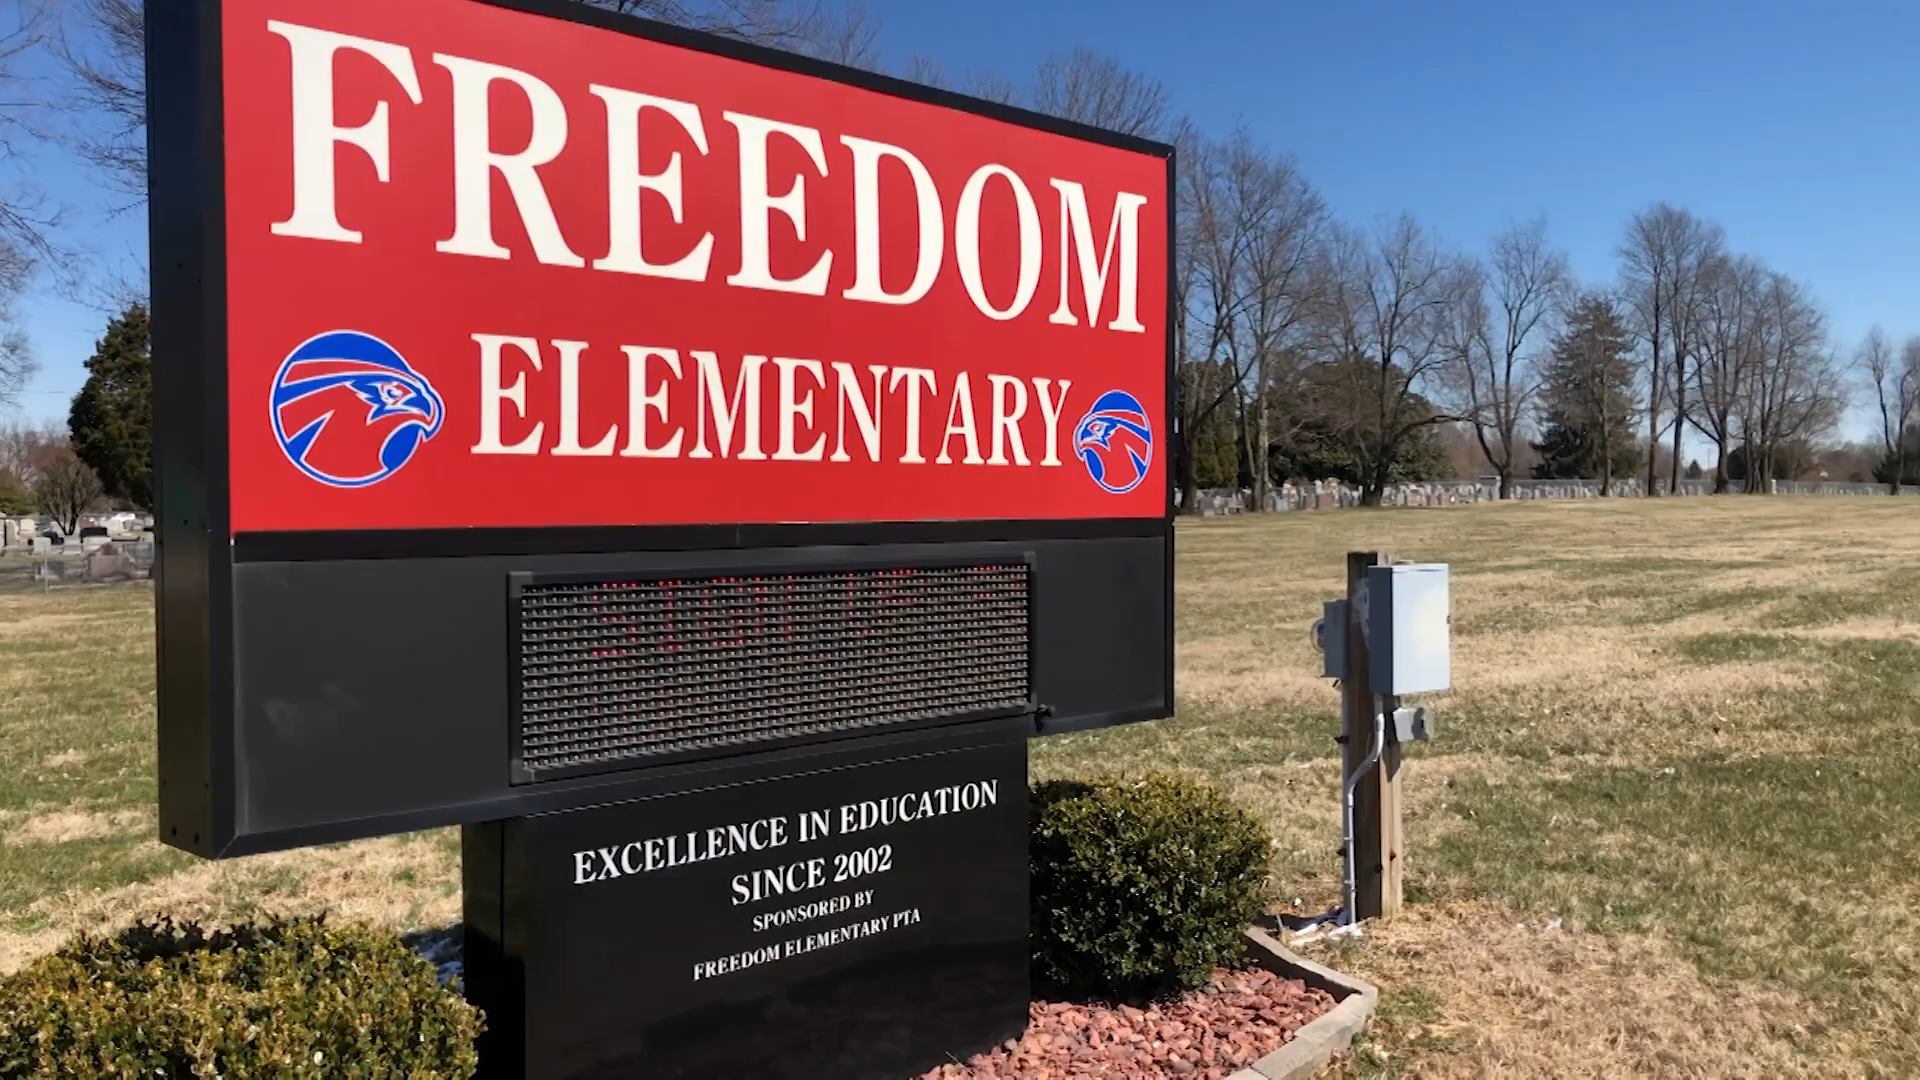 FREEDOM
ELEMENTARY
EXCELLENCE IN EDUCATION
SINCE 2002
SPONSORED BY
FREEDOM ELEMENTARY PTA